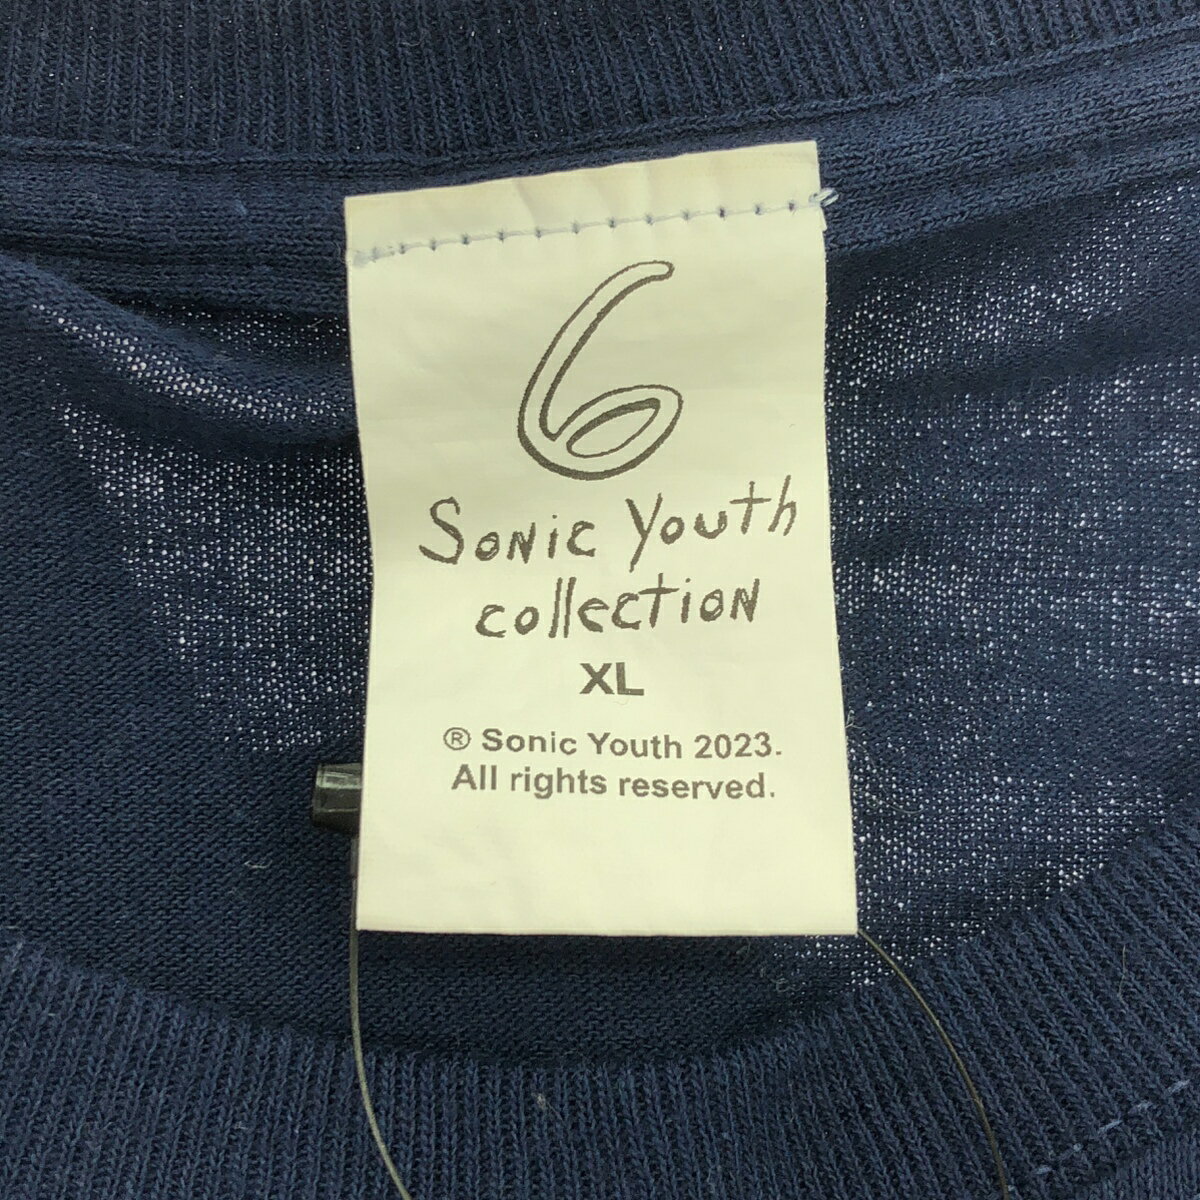 6
Sonic Youth
collection
XL
® Sonic Youth 2023.
All rights reserved.